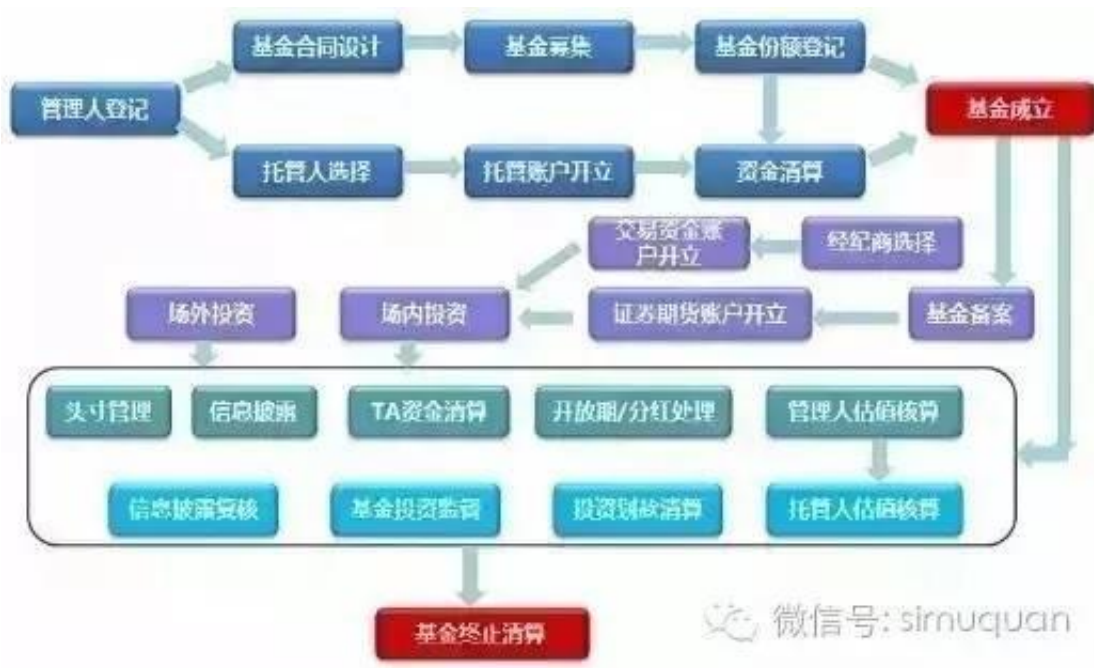 基金合同设计
基金募集
基金份额登记
管理人登记
基金成立
托管人选择
托管账户开立
资金清算
交易资金账
户开立
经纪商选择
场外投资
场内投资
证券期货账户开立
基金备案
头寸管理
信息披露
TA资金清算
开放期/分红处理
管理人估值核算
信息披露复核
基金投资监督
投资划款清算
托管人估值核算
基金终止清算
微信号: simuquan